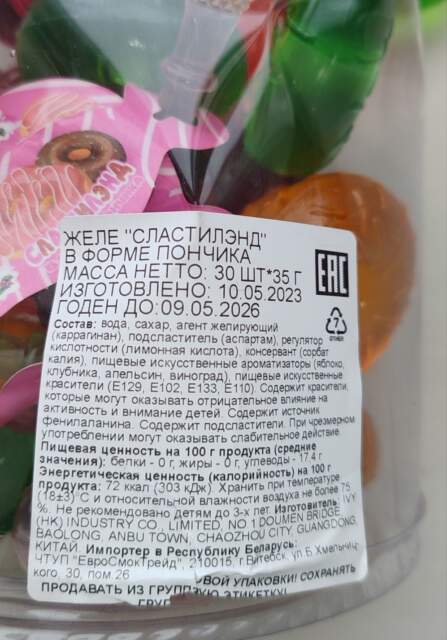 СЛАСТИЛЭНД
ЖЕЛЕ "СЛАСТИЛЭНД"
В ФОРМЕ ПОНЧИКА
МАССА НЕТТО: 30 ШТ*35 Г
ИЗГОТОВЛЕНО: 10.05.2023
ГОДЕН ДО:09.05.2026
EAC
7
Состав: вода, сахар, агент желирующий
(каррагинан), подсластитель (аспартам), регулятор
кислотности (лимонная кислота), консервант (сорбат
калия), пищевые искусственные ароматизаторы (яблоко,
клубника, апельсин, виноград), пищевые искусственные
красители (Е129, Е102, Е133, Е110). Содержит красители,
которые могут оказывать отрицательное влияние на
активность и внимание детей. Содержит источник
фенилаланина. Содержит подсластители. При чрезмерном
употреблении могут оказывать слабительное действие.
Пищевая ценность на 100 г продукта (средние
значения): белки - 0 г, жиры - 0 г, углеводы - 17.4 г
Энергетическая ценность (калорийность) на 100 г
продукта: 72 ккал (303 кДж). Хранить при температуре
(18±3)°С и относительной влажности воздуха не более 75
%. Не рекомендовано детям до 3-х лет. Изготовитель: IVY
(HK) INDUSTRY CO., LIMITED, NO 1 DOUMEN BRIDGE,
BAOLONG, ANBU TOWN, CHAOZHOU CITY, GUANGDONG,
КИТАЙ. Импортер в Республику Беларусь:
ЧТУП "ЕвроСмокТрейд", 210015, г.Витебск, ул.Б.Хмельниц-
кого, 30, пом.26
ПРОДАВАТЬ ИЗ ГРУППОВОЙ УПАКОВКИ! СОХРАНЯТЬ
ЭТИКЕТКУ!